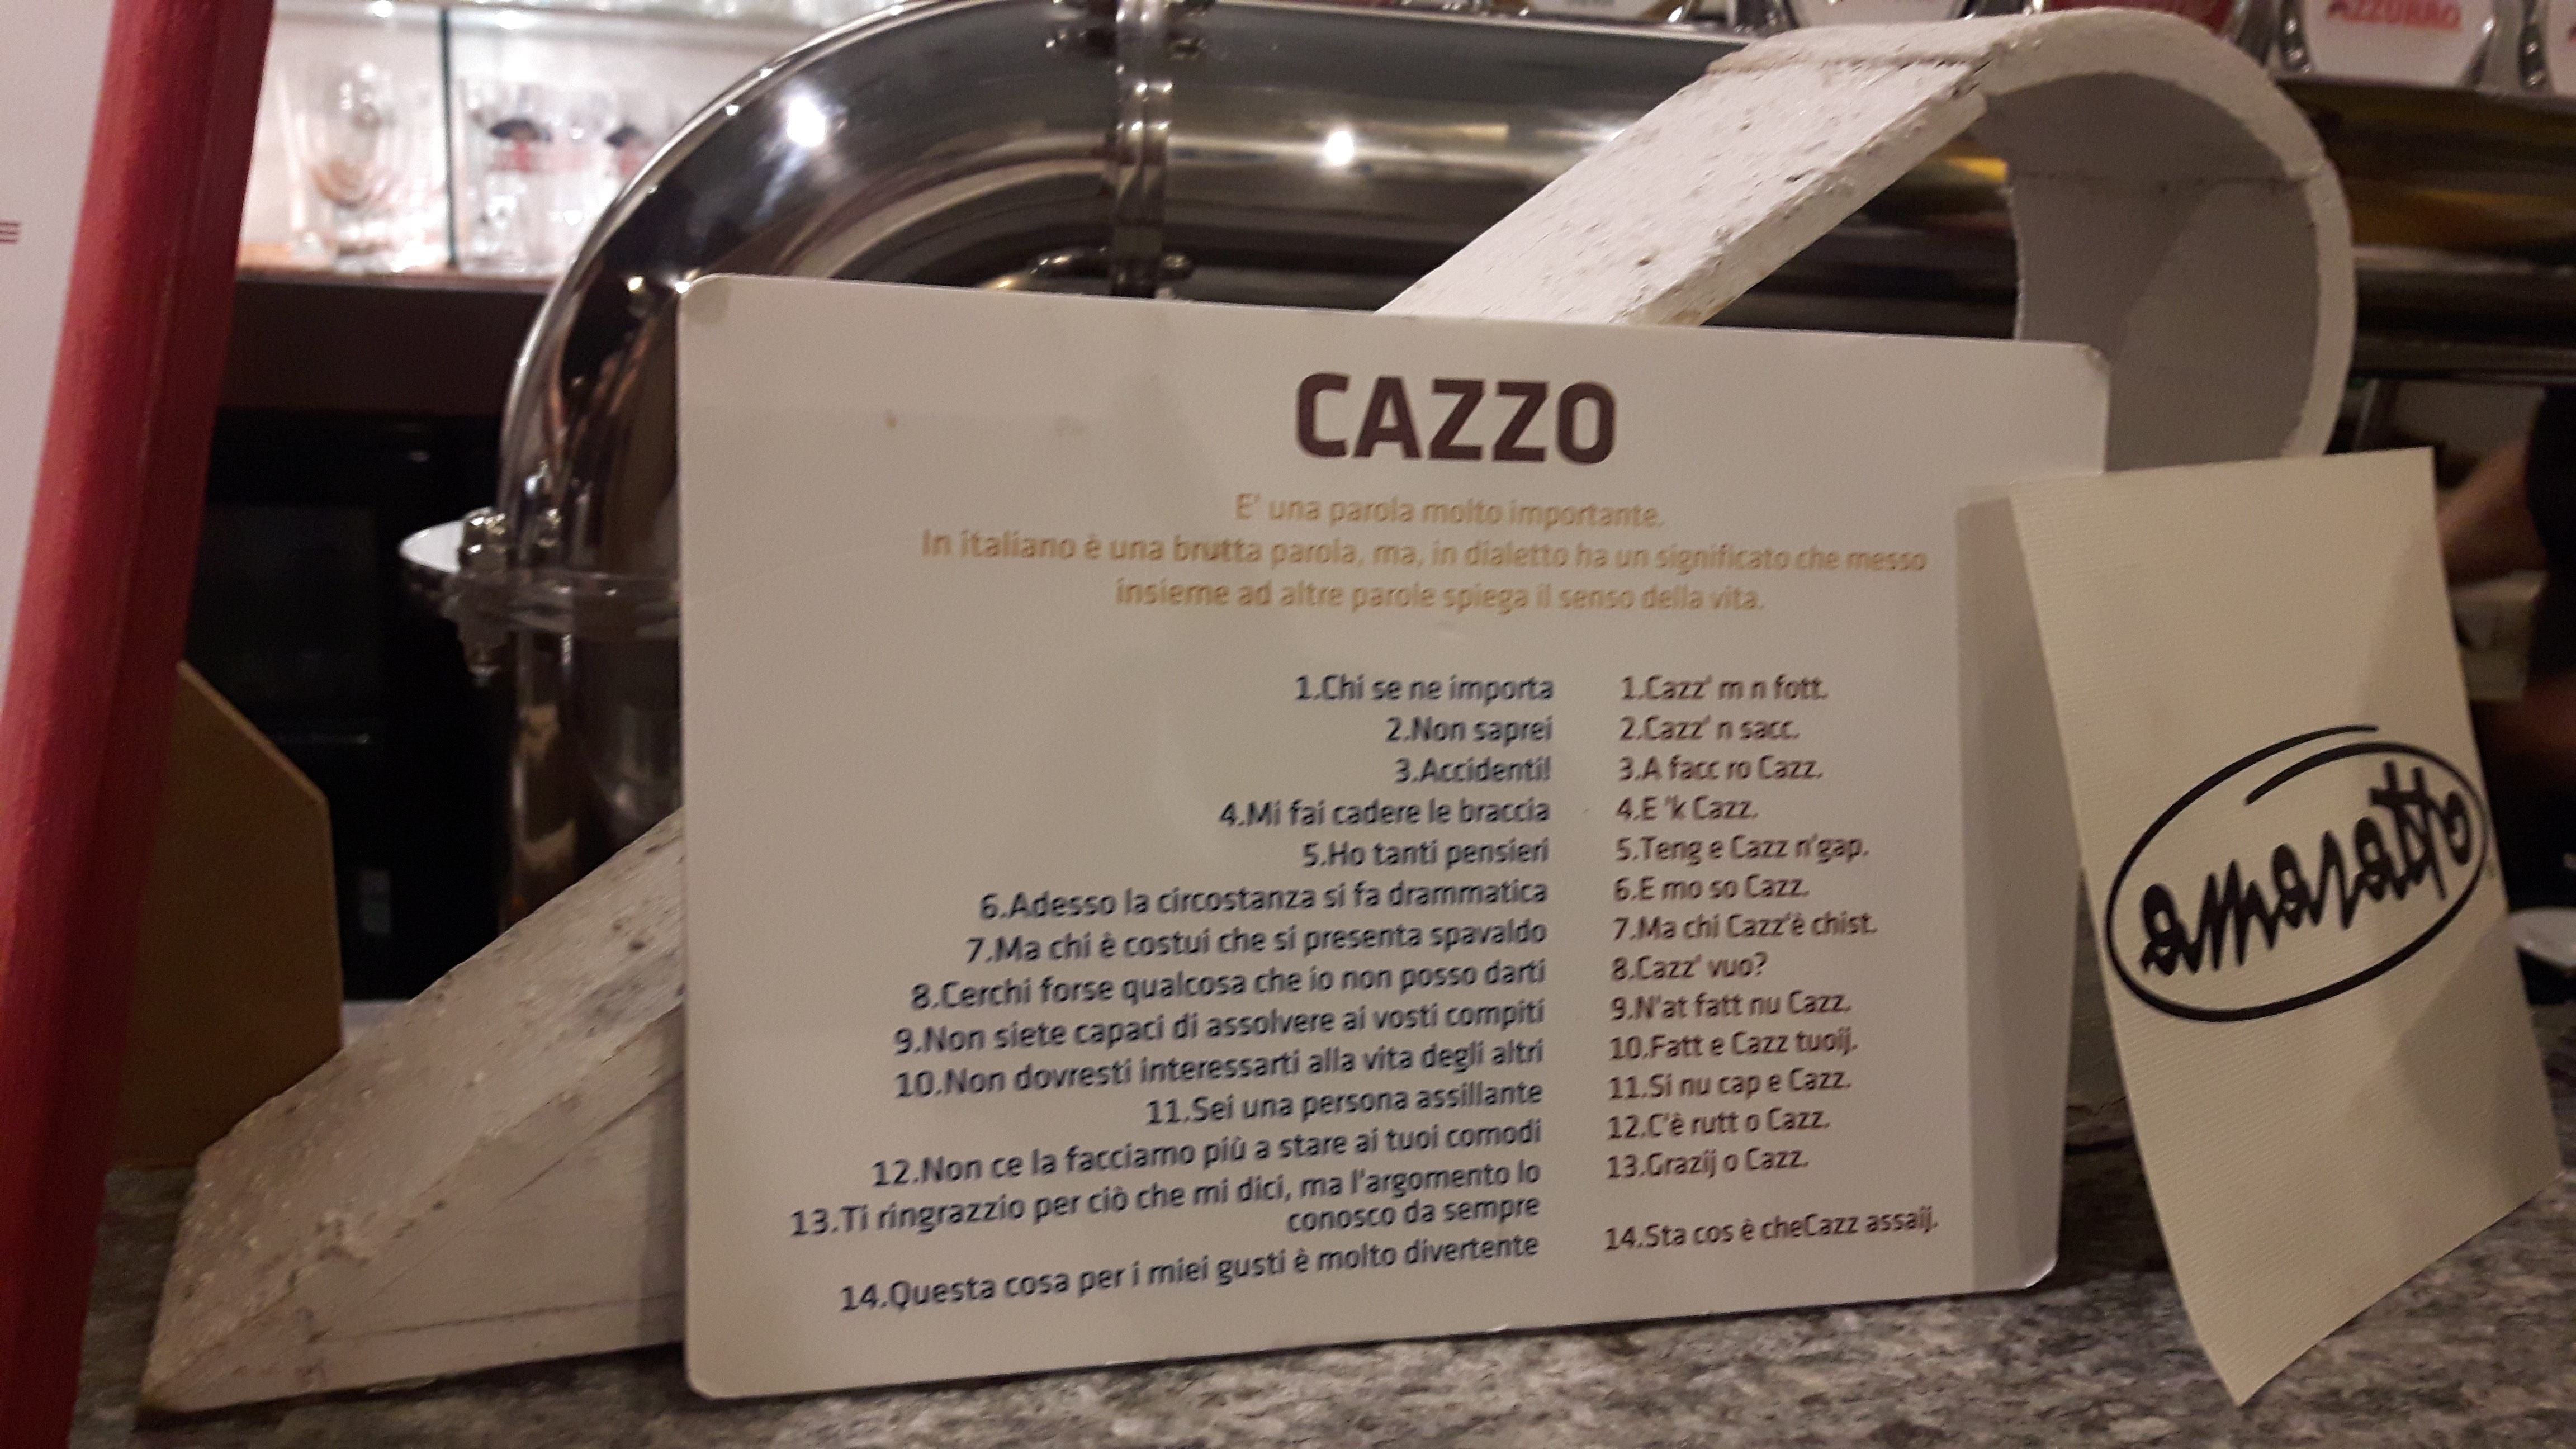 AZZURRO
CAZZO
E' una parola molto importante.
In italiano è una brutta parola, ma, in dialetto ha un significato che messo
insieme ad altre parole spiega il senso della vita.
1.Chi se ne importa
2.Non saprei
3.Accidenti!
4.Mi fai cadere le braccia
5.Ho tanti pensieri
6.Adesso la circostanza si fa drammatica
7.Ma chi è costui che si presenta spavaldo
8.Cerchi forse qualcosa che io non posso darti
9.Non siete capaci di assolvere ai vosti compiti
10.Non dovresti interessarti alla vita degli altri
11.Sei una persona assillante
12.Non ce la facciamo più a stare ai tuoi comodi
13.Ti ringrazzio per ciò che mi dici, ma l'argomento lo
conosco da sempre
14.Questa cosa per i miei gusti è molto divertente
1.Cazz' m n fott.
2.Cazz' n sacc.
3.A facc ro Cazz.
4.E 'k Cazz.
5.Teng e Cazz n'gap.
6.E mo so Cazz.
7.Ma chi Cazz'è chist.
8.Cazz' vuo?
9.N'at fatt nu Cazz.
10.Fatt e Cazz tuoij.
11.Si nu cap e Cazz.
12.C'è rutt o Cazz.
13.Grazij o Cazz.
14.Sta cos è cheCazz assaij.
ottorama